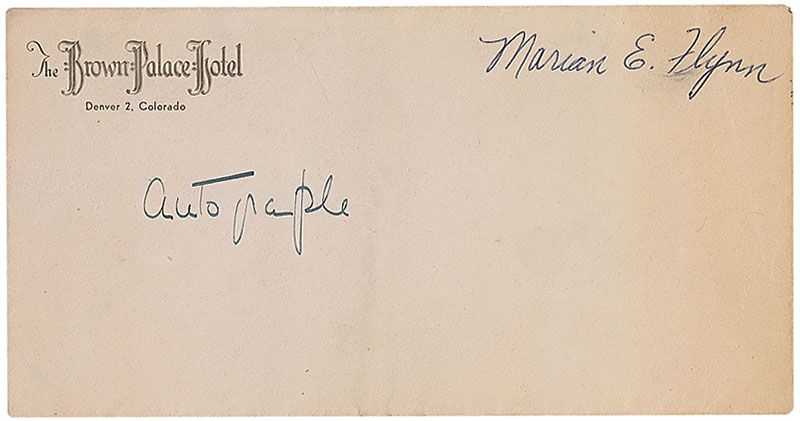 The Brown Palace Hotel
Denver 2, Colorado
Marian E. Flynn
Autographe